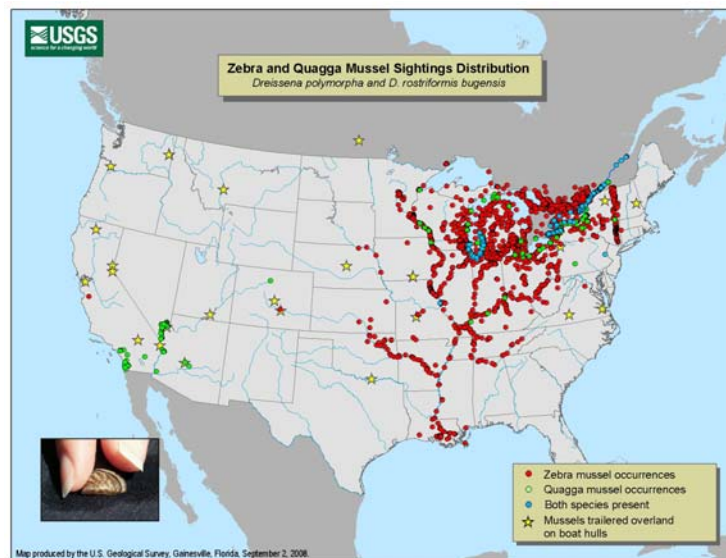 USGS
science for a changing world
Zebra and Quagga Mussel Sightings Distribution
Dreissena polymorpha and D. rostriformis bugensis
Zebra mussel occurrences
Quagga mussel occurrences
Both species present
Mussels trailered overland
on boat hulls
Map produced by the U.S. Geological Survey, Gainesville, Florida, September 2, 2008.